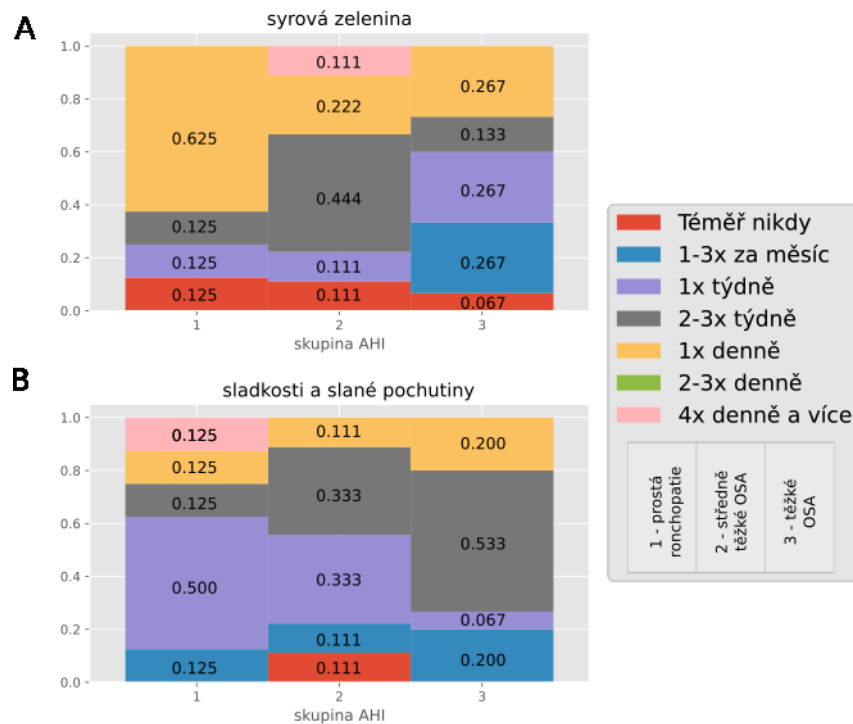 A
syrová zelenina
1.0
0.8
0.6
0.4
0.2
0.0
0.625
0.125
0.125
0.125
0.111
0.222
0.444
0.111
0.111
0.267
0.133
0.267
0.267
0.067
1
2
3
skupina AHI
B
sladkosti a slané pochutiny
1.0
0.8
0.6
0.4
0.2
0.0
0.125
0.125
0.125
0.500
0.125
0.111
0.333
0.333
0.111
0.111
0.200
0.533
0.067
0.200
1
2
3
skupina AHI
Téměř nikdy
1-3x za měsíc
1x týdně
2-3x týdně
1x denně
2-3x denně
4x denně a více
1 - prostá
ronchopatie
2 - středně
těžké OSA
3 - těžké
OSA